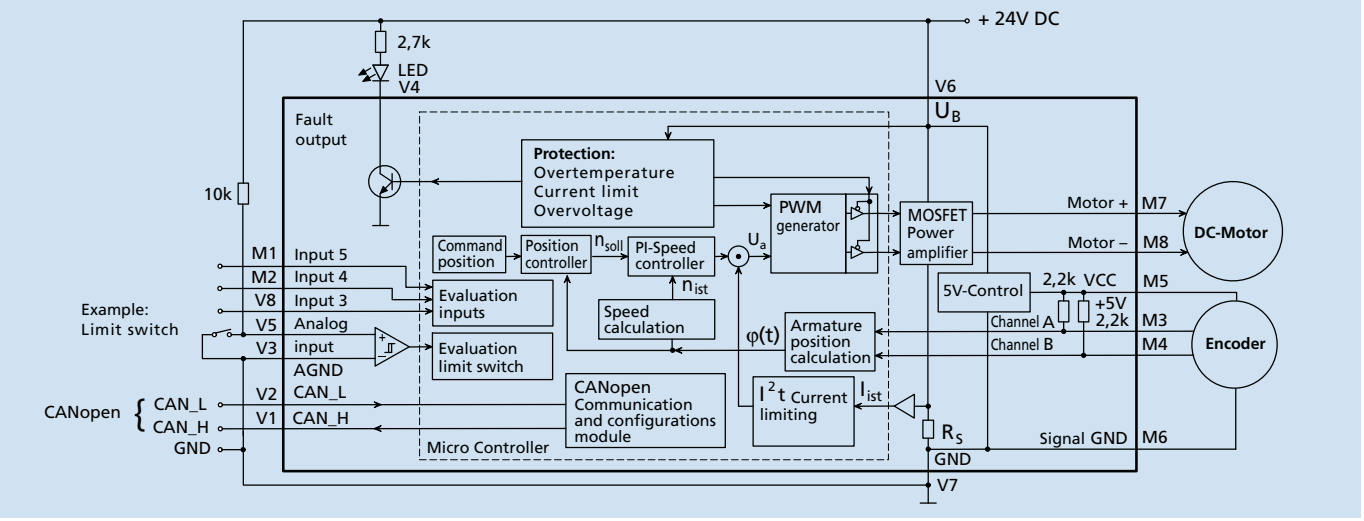 + 24V DC
2,7k
LED
V4
V6
U_B
Fault
output
Protection:
Overtemperature
Current limit
Overvoltage
10k
PWM
generator
MOSFET
Power
amplifier
Motor +
M7
Motor –
M8
DC-Motor
M1
Input 5
M2
Input 4
V8
Input 3
Command
position
Position
controller
n_soll
PI-Speed
controller
U_a
n_ist
Evaluation
inputs
Speed
calculation
5V-Control
2,2k
VCC
M5
+5V
2,2k
Example:
Limit switch
V5
Analog
V3
input
AGND
+
–
Evaluation
limit switch
φ(t)
Armature
position
calculation
Channel A
M3
Channel B
M4
Encoder
CANopen
{
CAN_L
V2
CAN_L
CAN_H
V1
CAN_H
GND
CANopen
Communication
and configurations
module
I²t Current
limiting
I_ist
R_S
Signal GND
M6
Micro Controller
GND
V7